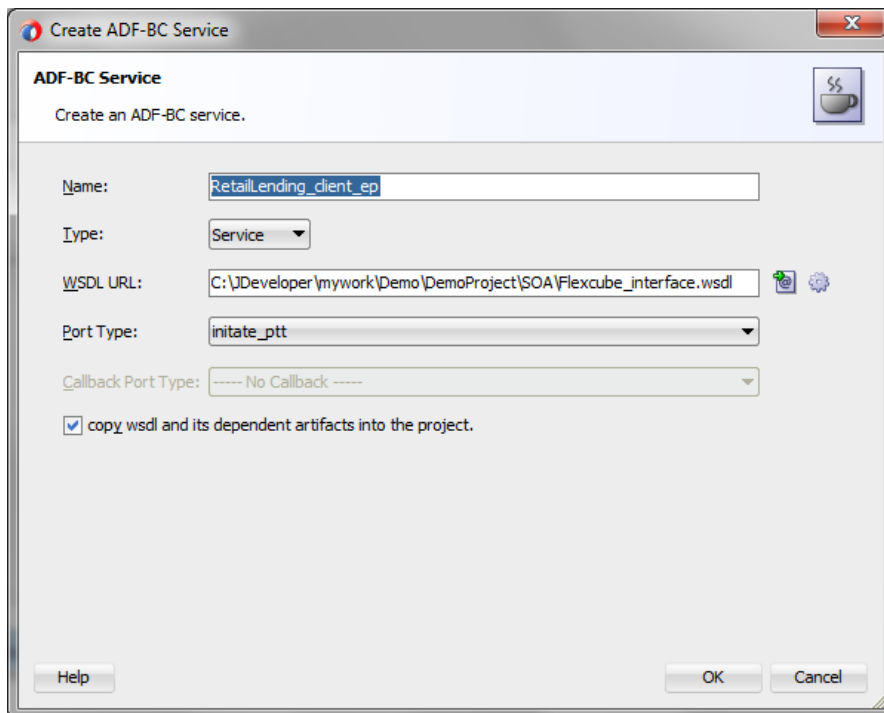 Create ADF-BC Service
ADF-BC Service
Create an ADF-BC service.
Name: RetailLending_client_ep
Type: Service
WSDL URL: C:\JDeveloper\mywork\Demo\DemoProject\SOA\Flexcube_interface.wsdl
Port Type: initate_ptt
Callback Port Type: ----- No Callback -----
copy wsdl and its dependent artifacts into the project.
Help OK Cancel